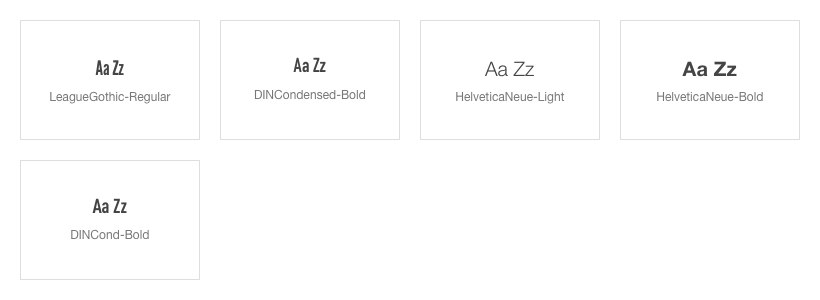 Aa Zz
LeagueGothic-Regular
Aa Zz
DINCondensed-Bold
Aa Zz
HelveticaNeue-Light
Aa Zz
HelveticaNeue-Bold
Aa Zz
DINCond-Bold